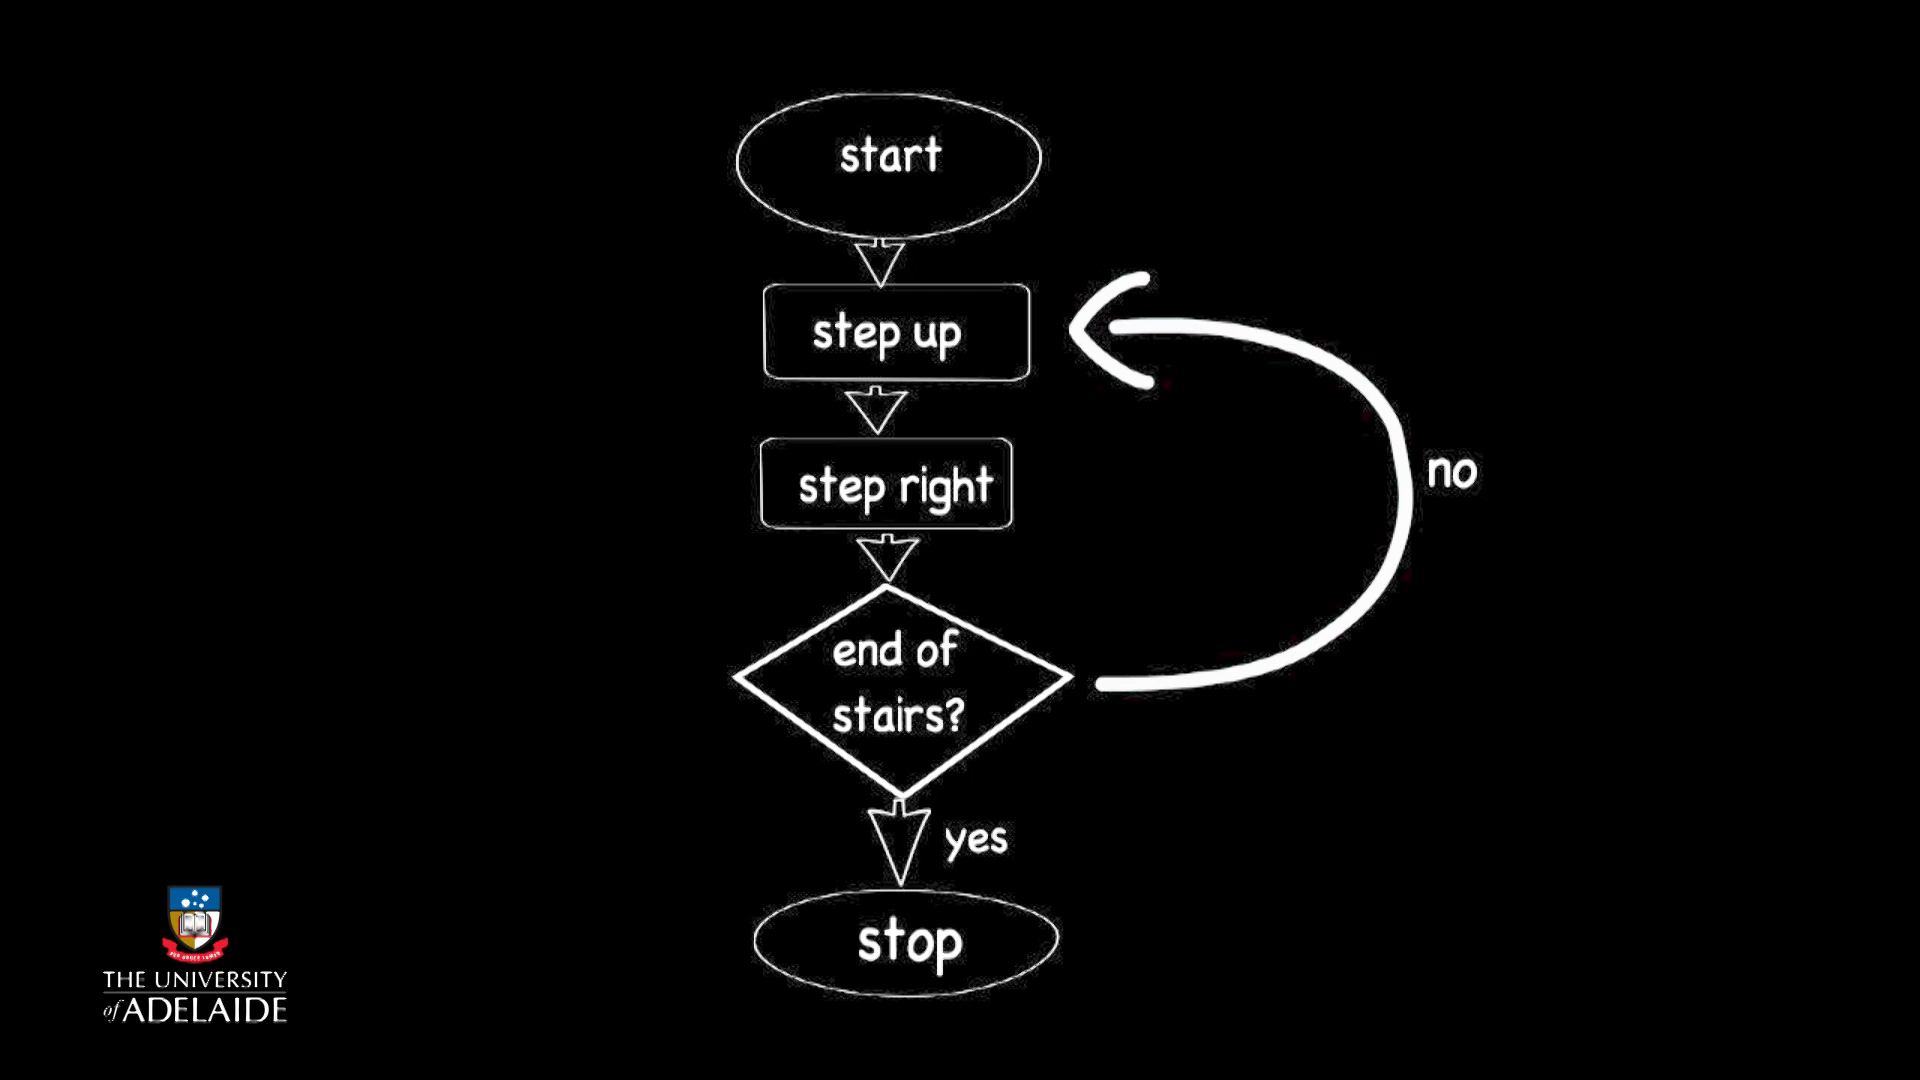 start
step up
step right
no
end of
stairs?
yes
stop
THE UNIVERSITY
of ADELAIDE